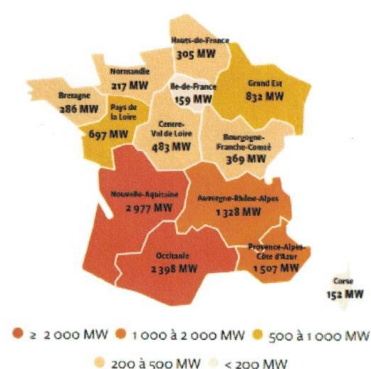 Hauts-de-France
305 MW
Normandie
217 MW
Ile-de-France
159 MW
Grand Est
832 MW
Bretagne
286 MW
Pays de
la Loire
697 MW
Centre-
Val de Loire
483 MW
Bourgogne-
Franche-Comté
369 MW
Nouvelle-Aquitaine
2 977 MW
Auvergne-Rhône-Alpes
1 328 MW
Occitanie
2 398 MW
Provence-Alpes-
Côte d'Azur
1 507 MW
Corse
152 MW
≥ 2 000 MW 1 000 à 2 000 MW 500 à 1 000 MW
200 à 500 MW < 200 MW